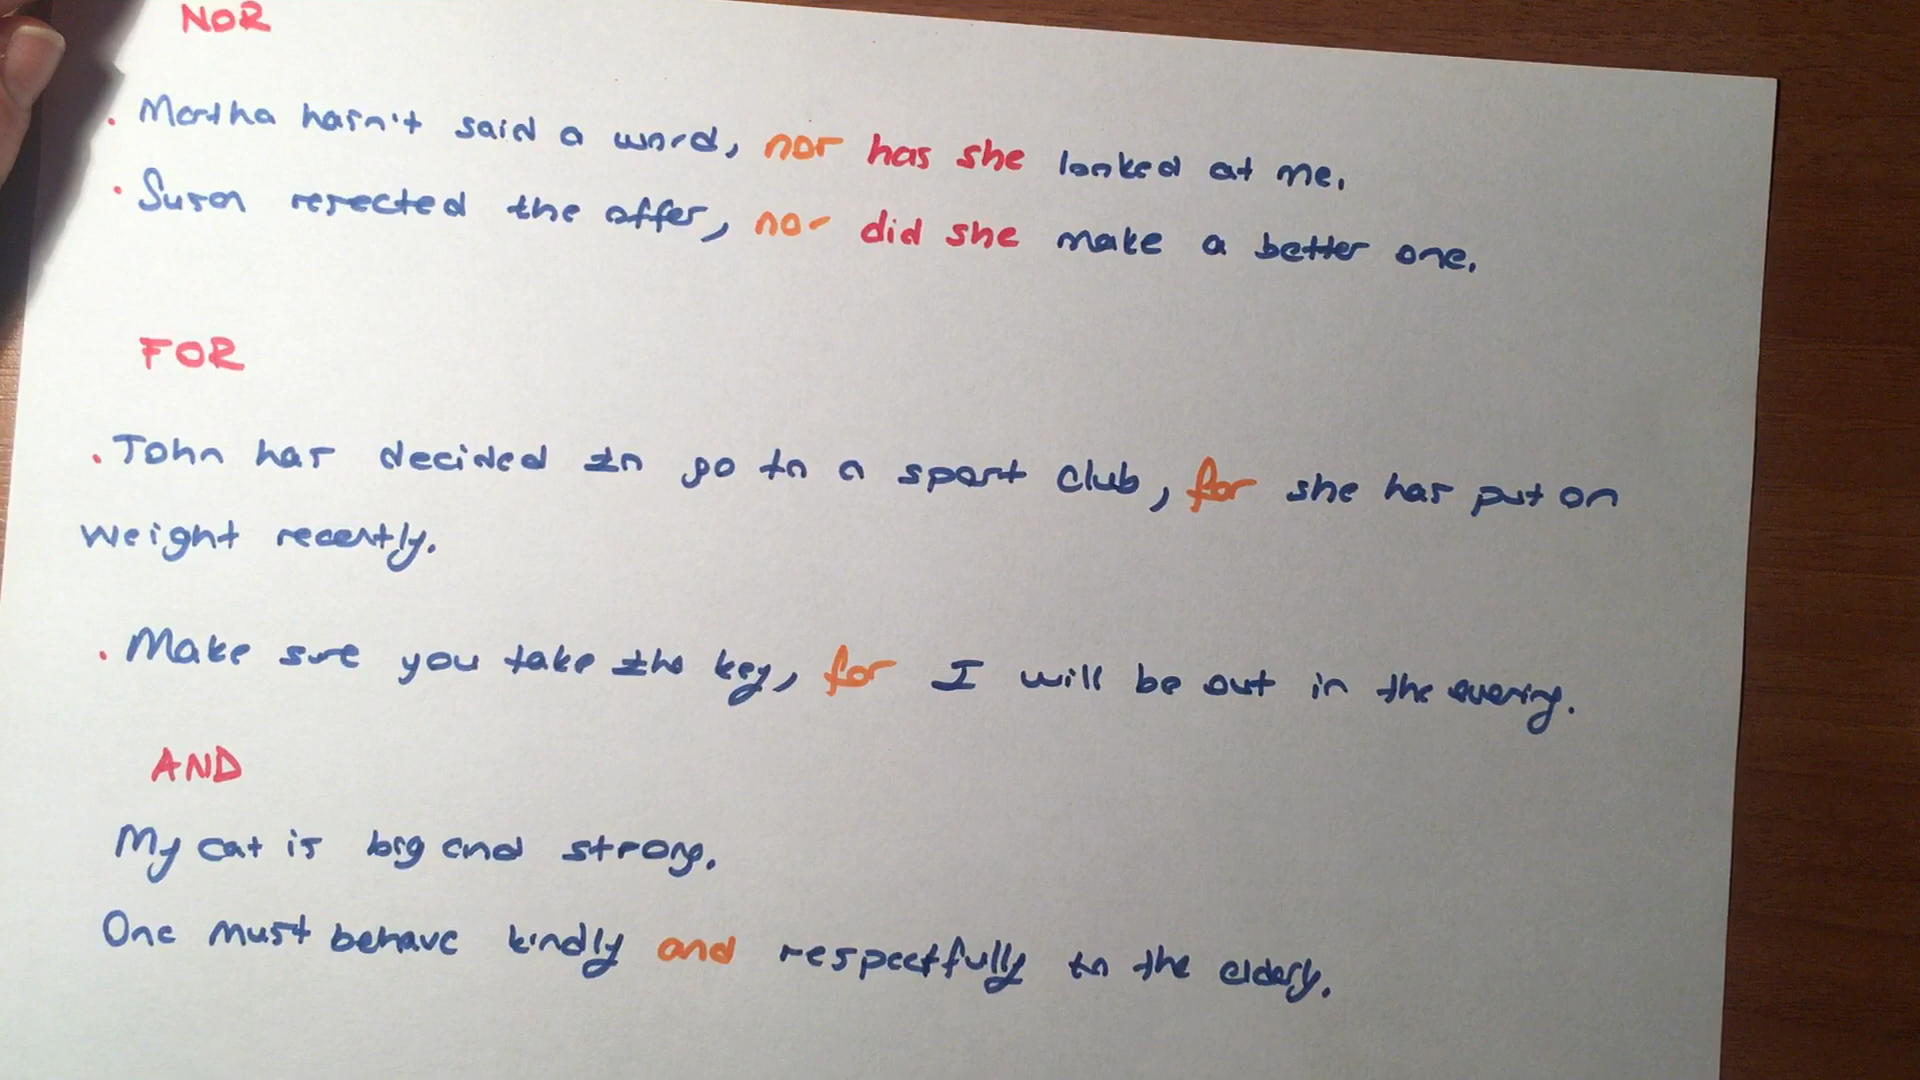 NOR
. Martha hasn't said a word, nor has she looked at me.
. Susan rejected the offer, nor did she make a better one.
FOR
. John has decided to go to a sport club, for she has put on
weight recently.
. Make sure you take the key, for I will be out in the evening.
AND
My cat is big and strong.
One must behave kindly and respectfully to the elderly.